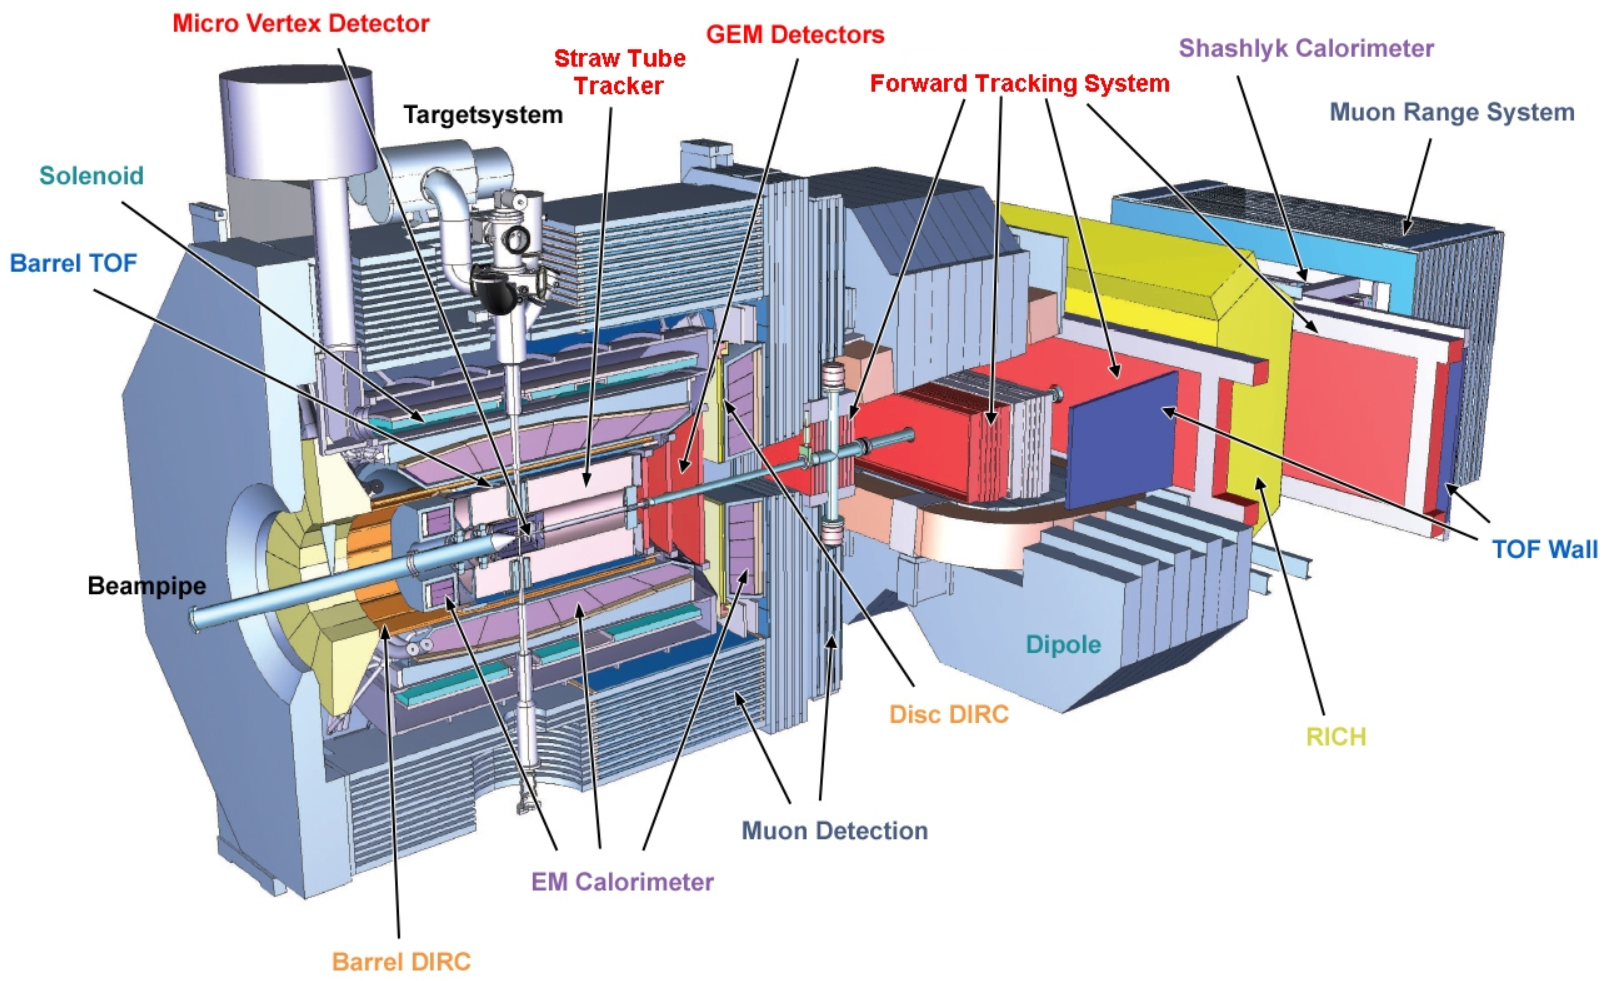 Micro Vertex Detector
GEM Detectors
Straw Tube
Tracker
Shashlyk Calorimeter
Forward Tracking System
Targetsystem
Muon Range System
Solenoid
Barrel TOF
TOF Wall
Beampipe
Dipole
Disc DIRC
RICH
Muon Detection
EM Calorimeter
Barrel DIRC